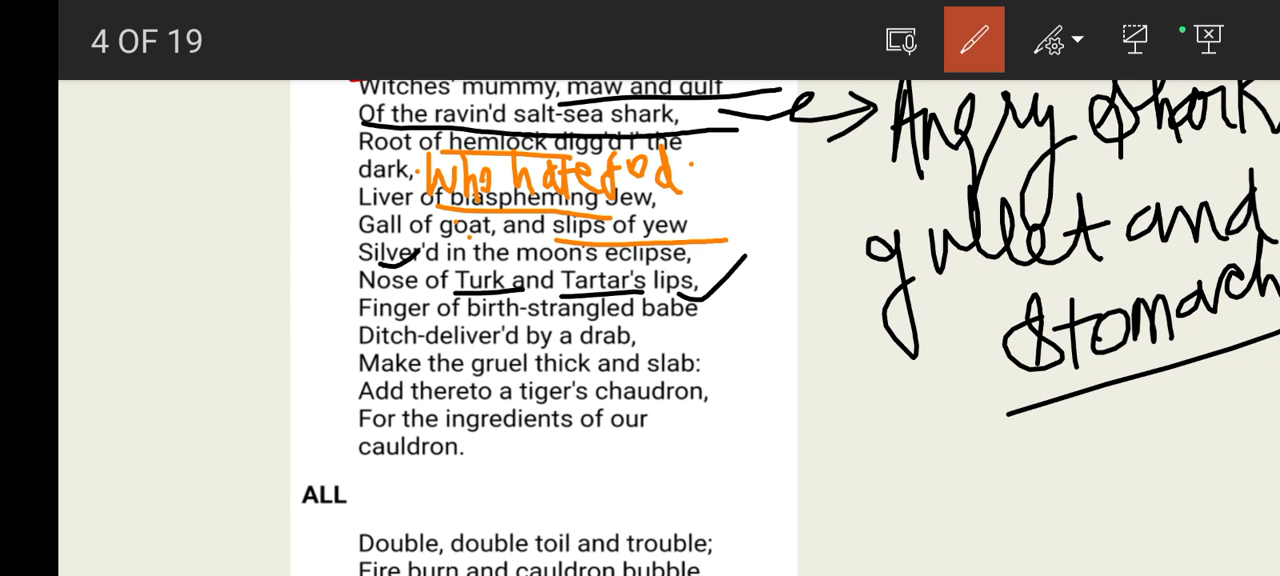 4 OF 19
Witches' mummy, maw and gulf
Of the ravin'd salt-sea shark,
Root of hemlock digg'd i' the
dark,
Who hate God
Liver of blaspheming Jew,
Gall of goat, and slips of yew
Silver'd in the moon's eclipse,
Nose of Turk and Tartar's lips,
Finger of birth-strangled babe
Ditch-deliver'd by a drab,
Make the gruel thick and slab:
Add thereto a tiger's chaudron,
For the ingredients of our
cauldron.
ALL
Double, double toil and trouble;
Fire burn and cauldron bubble
Angry Shark
gullet and
Stomach